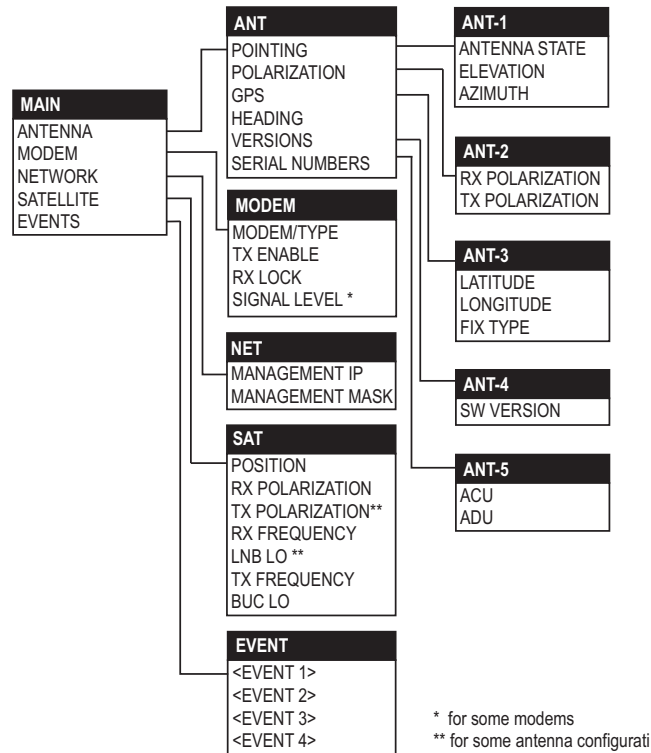 MAIN
ANTENNA
MODEM
NETWORK
SATELLITE
EVENTS
ANT
POINTING
POLARIZATION
GPS
HEADING
VERSIONS
SERIAL NUMBERS
MODEM
MODEM/TYPE
TX ENABLE
RX LOCK
SIGNAL LEVEL *
NET
MANAGEMENT IP
MANAGEMENT MASK
SAT
POSITION
RX POLARIZATION
TX POLARIZATION**
RX FREQUENCY
LNB LO **
TX FREQUENCY
BUC LO
EVENT
<EVENT 1>
<EVENT 2>
<EVENT 3>
<EVENT 4>
ANT-1
ANTENNA STATE
ELEVATION
AZIMUTH
ANT-2
RX POLARIZATION
TX POLARIZATION
ANT-3
LATITUDE
LONGITUDE
FIX TYPE
ANT-4
SW VERSION
ANT-5
ACU
ADU
* for some modems
** for some antenna configurati